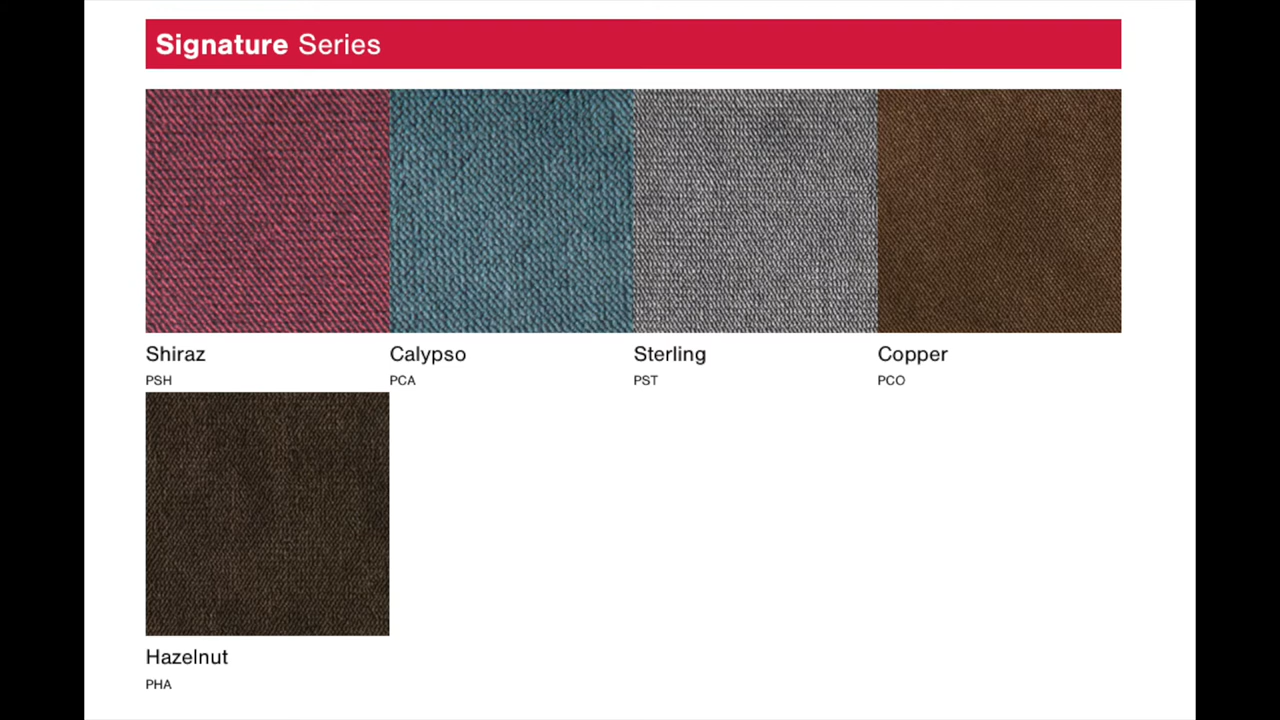 Signature Series
Shiraz
PSH
Calypso
PCA
Sterling
PST
Copper
PCO
Hazelnut
PHA